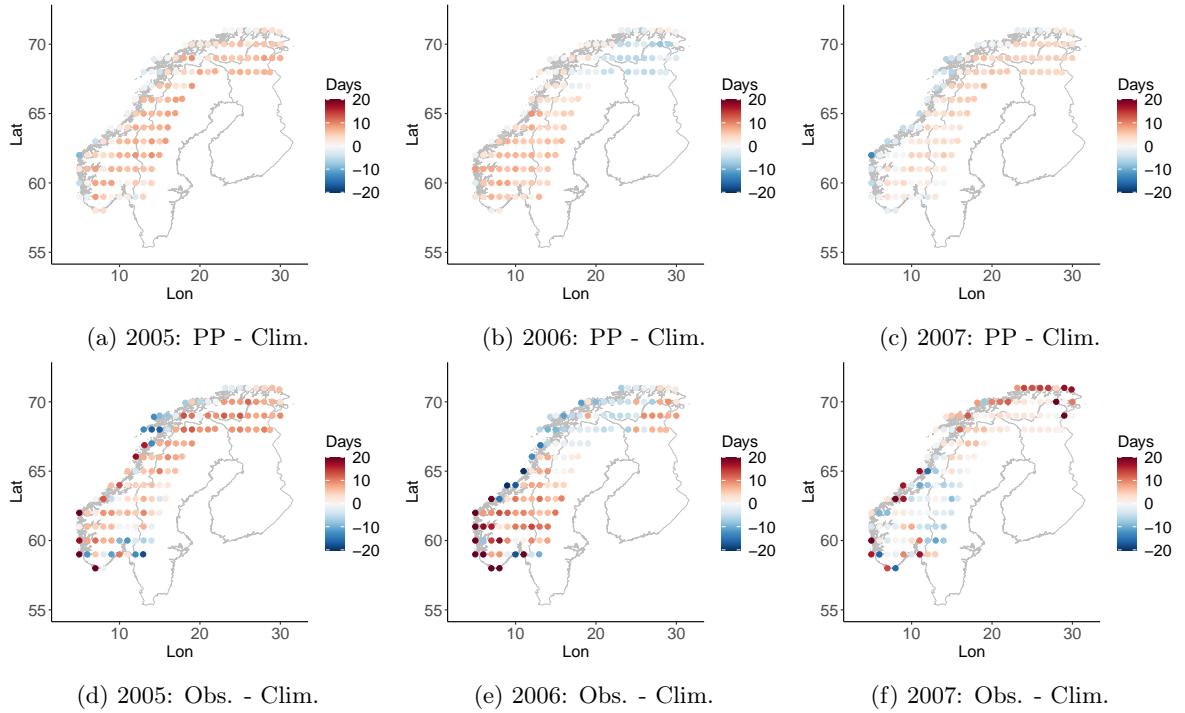 70
65
60
55
Lat
10 20 30
Lon
Days
20
10
0
−10
−20
(a) 2005: PP - Clim.
70
65
60
55
Lat
10 20 30
Lon
Days
20
10
0
−10
−20
(b) 2006: PP - Clim.
70
65
60
55
Lat
10 20 30
Lon
Days
20
10
0
−10
−20
(c) 2007: PP - Clim.
70
65
60
55
Lat
10 20 30
Lon
Days
20
10
0
−10
−20
(d) 2005: Obs. - Clim.
70
65
60
55
Lat
10 20 30
Lon
Days
20
10
0
−10
−20
(e) 2006: Obs. - Clim.
70
65
60
55
Lat
10 20 30
Lon
Days
20
10
0
−10
−20
(f) 2007: Obs. - Clim.